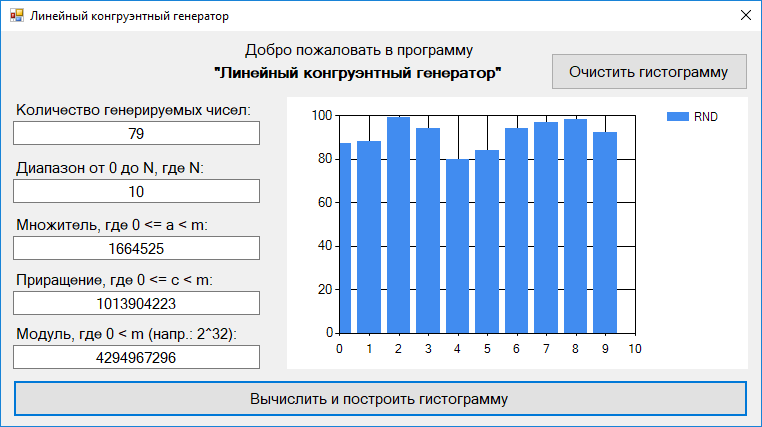 Линейный конгруэнтный генератор
Добро пожаловать в программу
"Линейный конгруэнтный генератор"
Очистить гистограмму
Количество генерируемых чисел:
79
Диапазон от 0 до N, где N:
10
Множитель, где 0 <= a < m:
1664525
Приращение, где 0 <= c < m:
1013904223
Модуль, где 0 < m (напр.: 2^32):
4294967296
100
80
60
40
20
0
0 1 2 3 4 5 6 7 8 9 10
RND
Вычислить и построить гистограмму